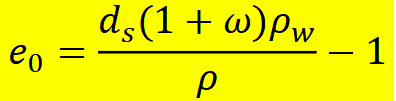 e₀ = dₛ(1 + ω)ρ_w / ρ − 1